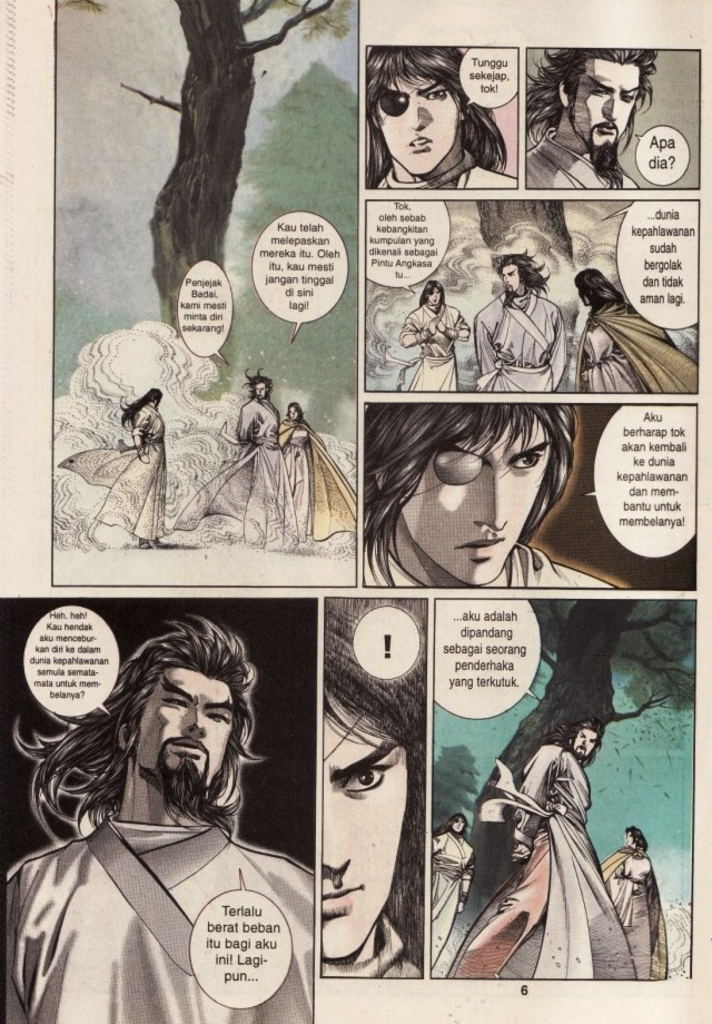 Penjejak
Badai,
kami mesti
minta diri
sekarang!
Kau telah
melepaskan
mereka itu. Oleh
itu, kau mesti
jangan tinggal
di sini
lagi!
Tunggu
sekejap,
tok!
Apa
dia?
Tok,
oleh sebab
kebangkitan
kumpulan yang
dikenali sebagai
Pintu Angkasa
tu...
...dunia
kepahlawanan
sudah
bergolak
dan tidak
aman lagi.
Aku
berharap tok
akan kembali
ke dunia
kepahlawanan
dan mem-
bantu untuk
membelanya!
Heh, heh!
Kau hendak
aku mencebur-
kan diri ke dalam
dunia kepahlawanan
semula semata-
mata untuk mem-
belanya?
Terlalu
berat beban
itu bagi aku
ini! Lagi-
pun...
!
...aku adalah
dipandang
sebagai seorang
penderhaka
yang terkutuk.
6